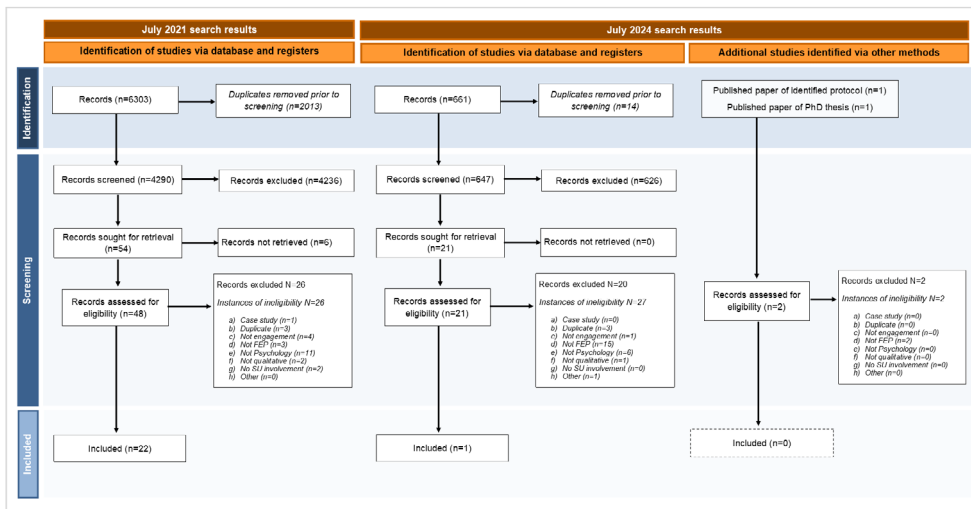 July 2021 search results
July 2024 search results
Identification of studies via database and registers
Identification of studies via database and registers
Additional studies identified via other methods
Identification
Records (n=6303)
Duplicates removed prior to
screening (n=2013)
Records (n=661)
Duplicates removed prior to
screening (n=14)
Published paper of identified protocol (n=1)
Published paper of PhD thesis (n=1)
Screening
Records screened (n=4290)
Records excluded (n=4236)
Records screened (n=647)
Records excluded (n=626)
Records sought for retrieval
(n=54)
Records not retrieved (n=6)
Records sought for retrieval
(n=21)
Records not retrieved (n=0)
Records assessed for
eligibility (n=48)
Records excluded N=26
Instances of ineligibility N=26
a) Case study (n=1)
b) Duplicate (n=3)
c) Not engagement (n=4)
d) Not FEP (n=3)
e) Not Psychology (n=11)
f) Not qualitative (n=2)
g) No SU involvement (n=2)
h) Other (n=0)
Records assessed for
eligibility (n=21)
Records excluded N=20
Instances of ineligibility N=27
a) Case study (n=0)
b) Duplicate (n=3)
c) Not engagement (n=1)
d) Not FEP (n=15)
e) Not Psychology (n=6)
f) Not qualitative (n=1)
g) No SU involvement (n=0)
h) Other (n=1)
Records assessed for
eligibility (n=2)
Records excluded N=2
Instances of ineligibility N=2
a) Case study (n=0)
b) Duplicate (n=0)
c) Not engagement (n=0)
d) Not FEP (n=2)
e) Not Psychology (n=0)
f) Not qualitative (n=0)
g) No SU involvement (n=0)
h) Other (n=0)
Included
Included (n=22)
Included (n=1)
Included (n=0)